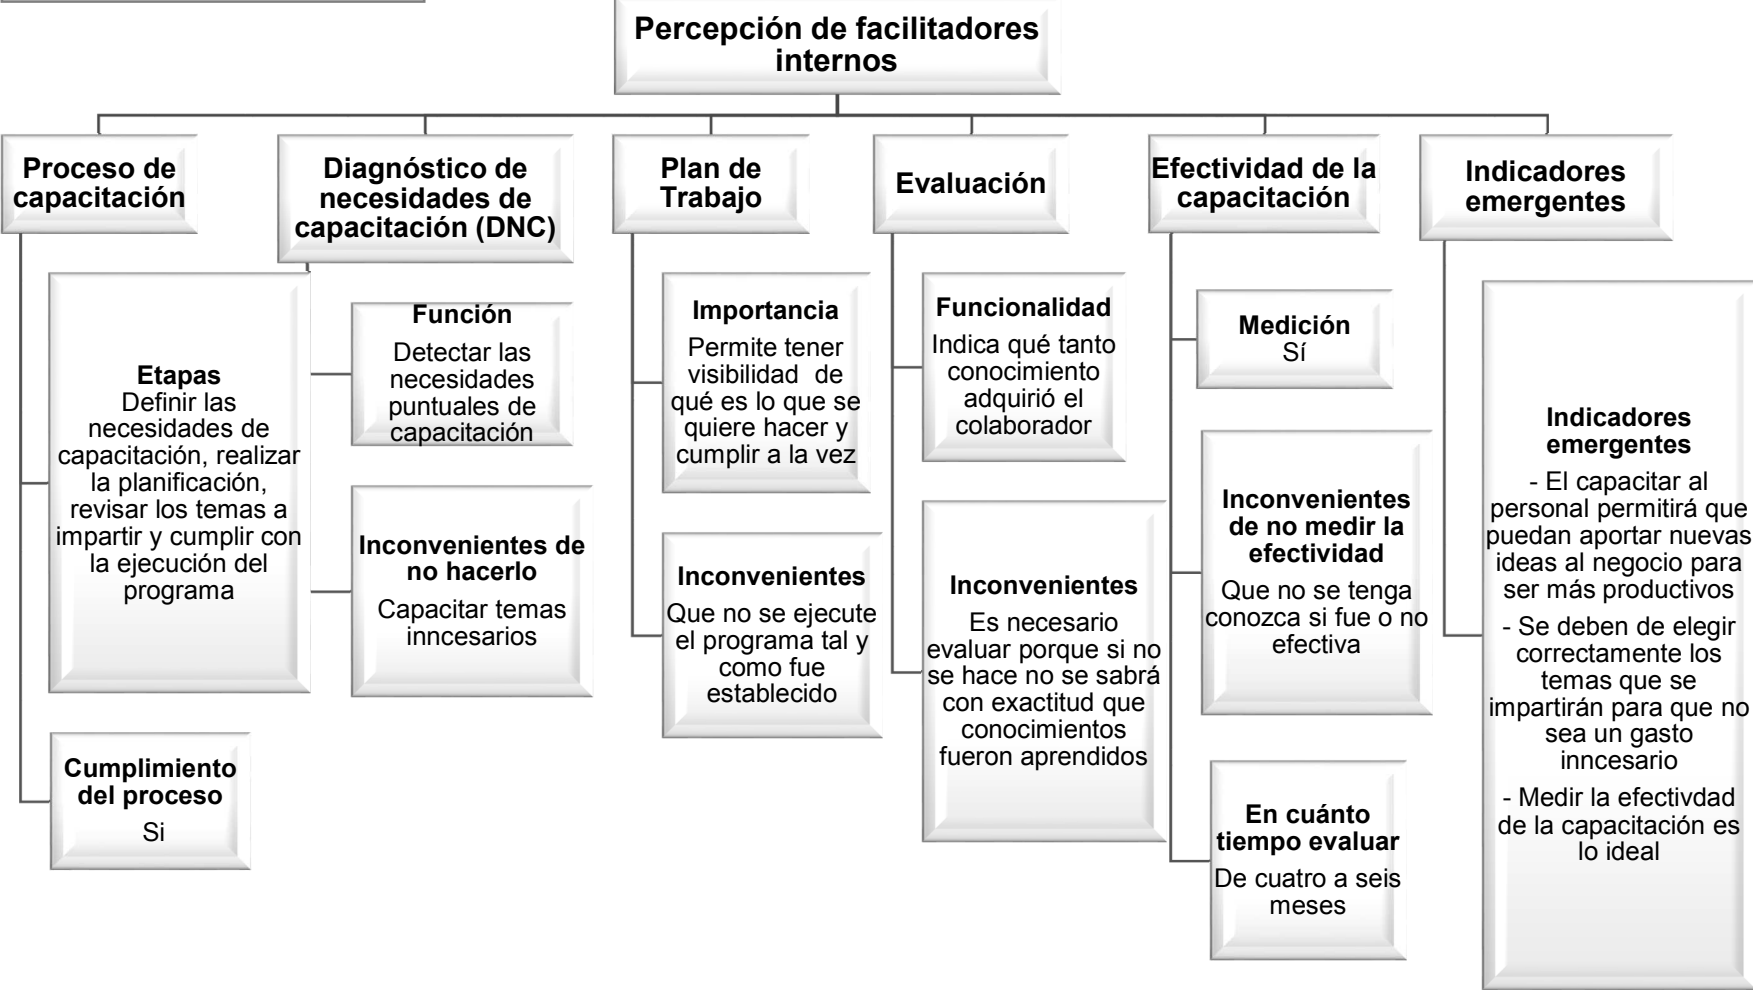 Percepción de facilitadores
internos
Proceso de
capacitación
Etapas
Definir las
necesidades de
capacitación, realizar
la planificación,
revisar los temas a
impartir y cumplir con
la ejecución del
programa
Cumplimiento
del proceso
Si
Diagnóstico de
necesidades de
capacitación (DNC)
Función
Detectar las
necesidades
puntuales de
capacitación
Inconvenientes de
no hacerlo
Capacitar temas
inncesarios
Plan de
Trabajo
Importancia
Permite tener
visibilidad de
qué es lo que se
quiere hacer y
cumplir a la vez
Inconvenientes
Que no se ejecute
el programa tal y
como fue
establecido
Evaluación
Funcionalidad
Indica qué tanto
conocimiento
adquirió el
colaborador
Inconvenientes
Es necesario
evaluar porque si no
se hace no se sabrá
con exactitud que
conocimientos
fueron aprendidos
Efectividad de la
capacitación
Medición
Sí
Inconvenientes
de no medir la
efectividad
Que no se tenga
conozca si fue o no
efectiva
En cuánto
tiempo evaluar
De cuatro a seis
meses
Indicadores
emergentes
Indicadores
emergentes
- El capacitar al
personal permitirá que
puedan aportar nuevas
ideas al negocio para
ser más productivos
- Se deben de elegir
correctamente los
temas que se
impartirán para que no
sea un gasto
inncesario
- Medir la efectivdad
de la capacitación es
lo ideal